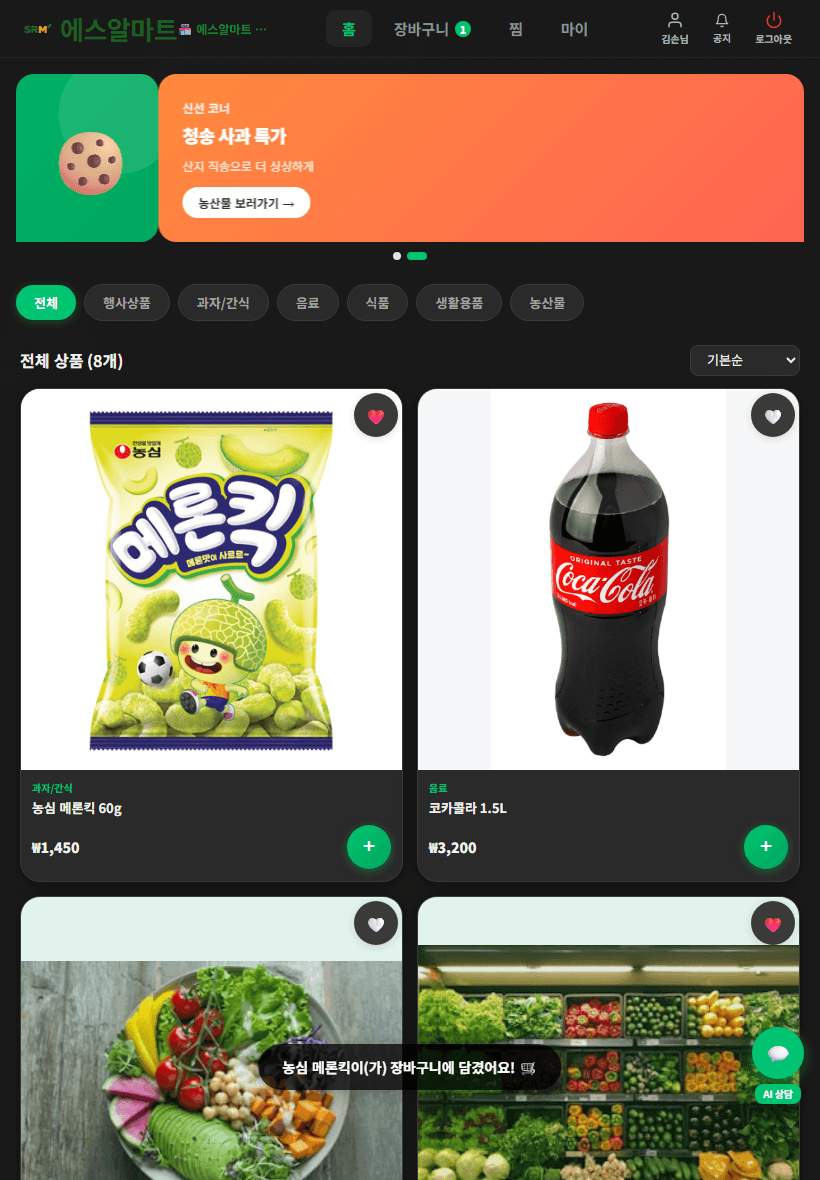 SRM 에스알마트 에스알마트 ...
홈
장바구니 1
찜
마이
김손님
공지
로그아웃
신선 코너
청송 사과 특가
산지 직송으로 더 싱싱하게
농산물 보러가기 →
전체
행사상품
과자/간식
음료
식품
생활용품
농산물
전체 상품 (8개)
기본순
농심
메론킥
메론맛이 사르르~
ORIGINAL TASTE
Coca-Cola
과자/간식
농심 메론킥 60g
₩1,450
+
음료
코카콜라 1.5L
₩3,200
+
농심 메론킥이(가) 장바구니에 담겼어요!
AI 상담